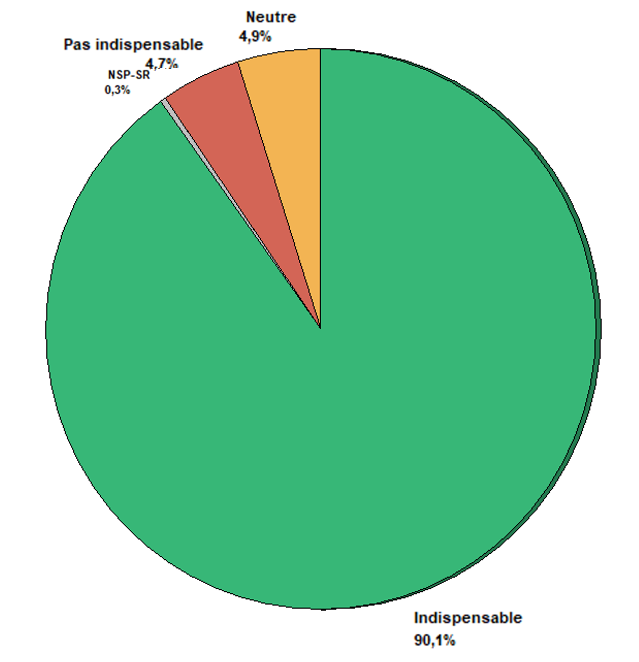 Neutre
4,9%
Pas indispensable
4,7%
NSP-SR
0,3%
Indispensable
90,1%